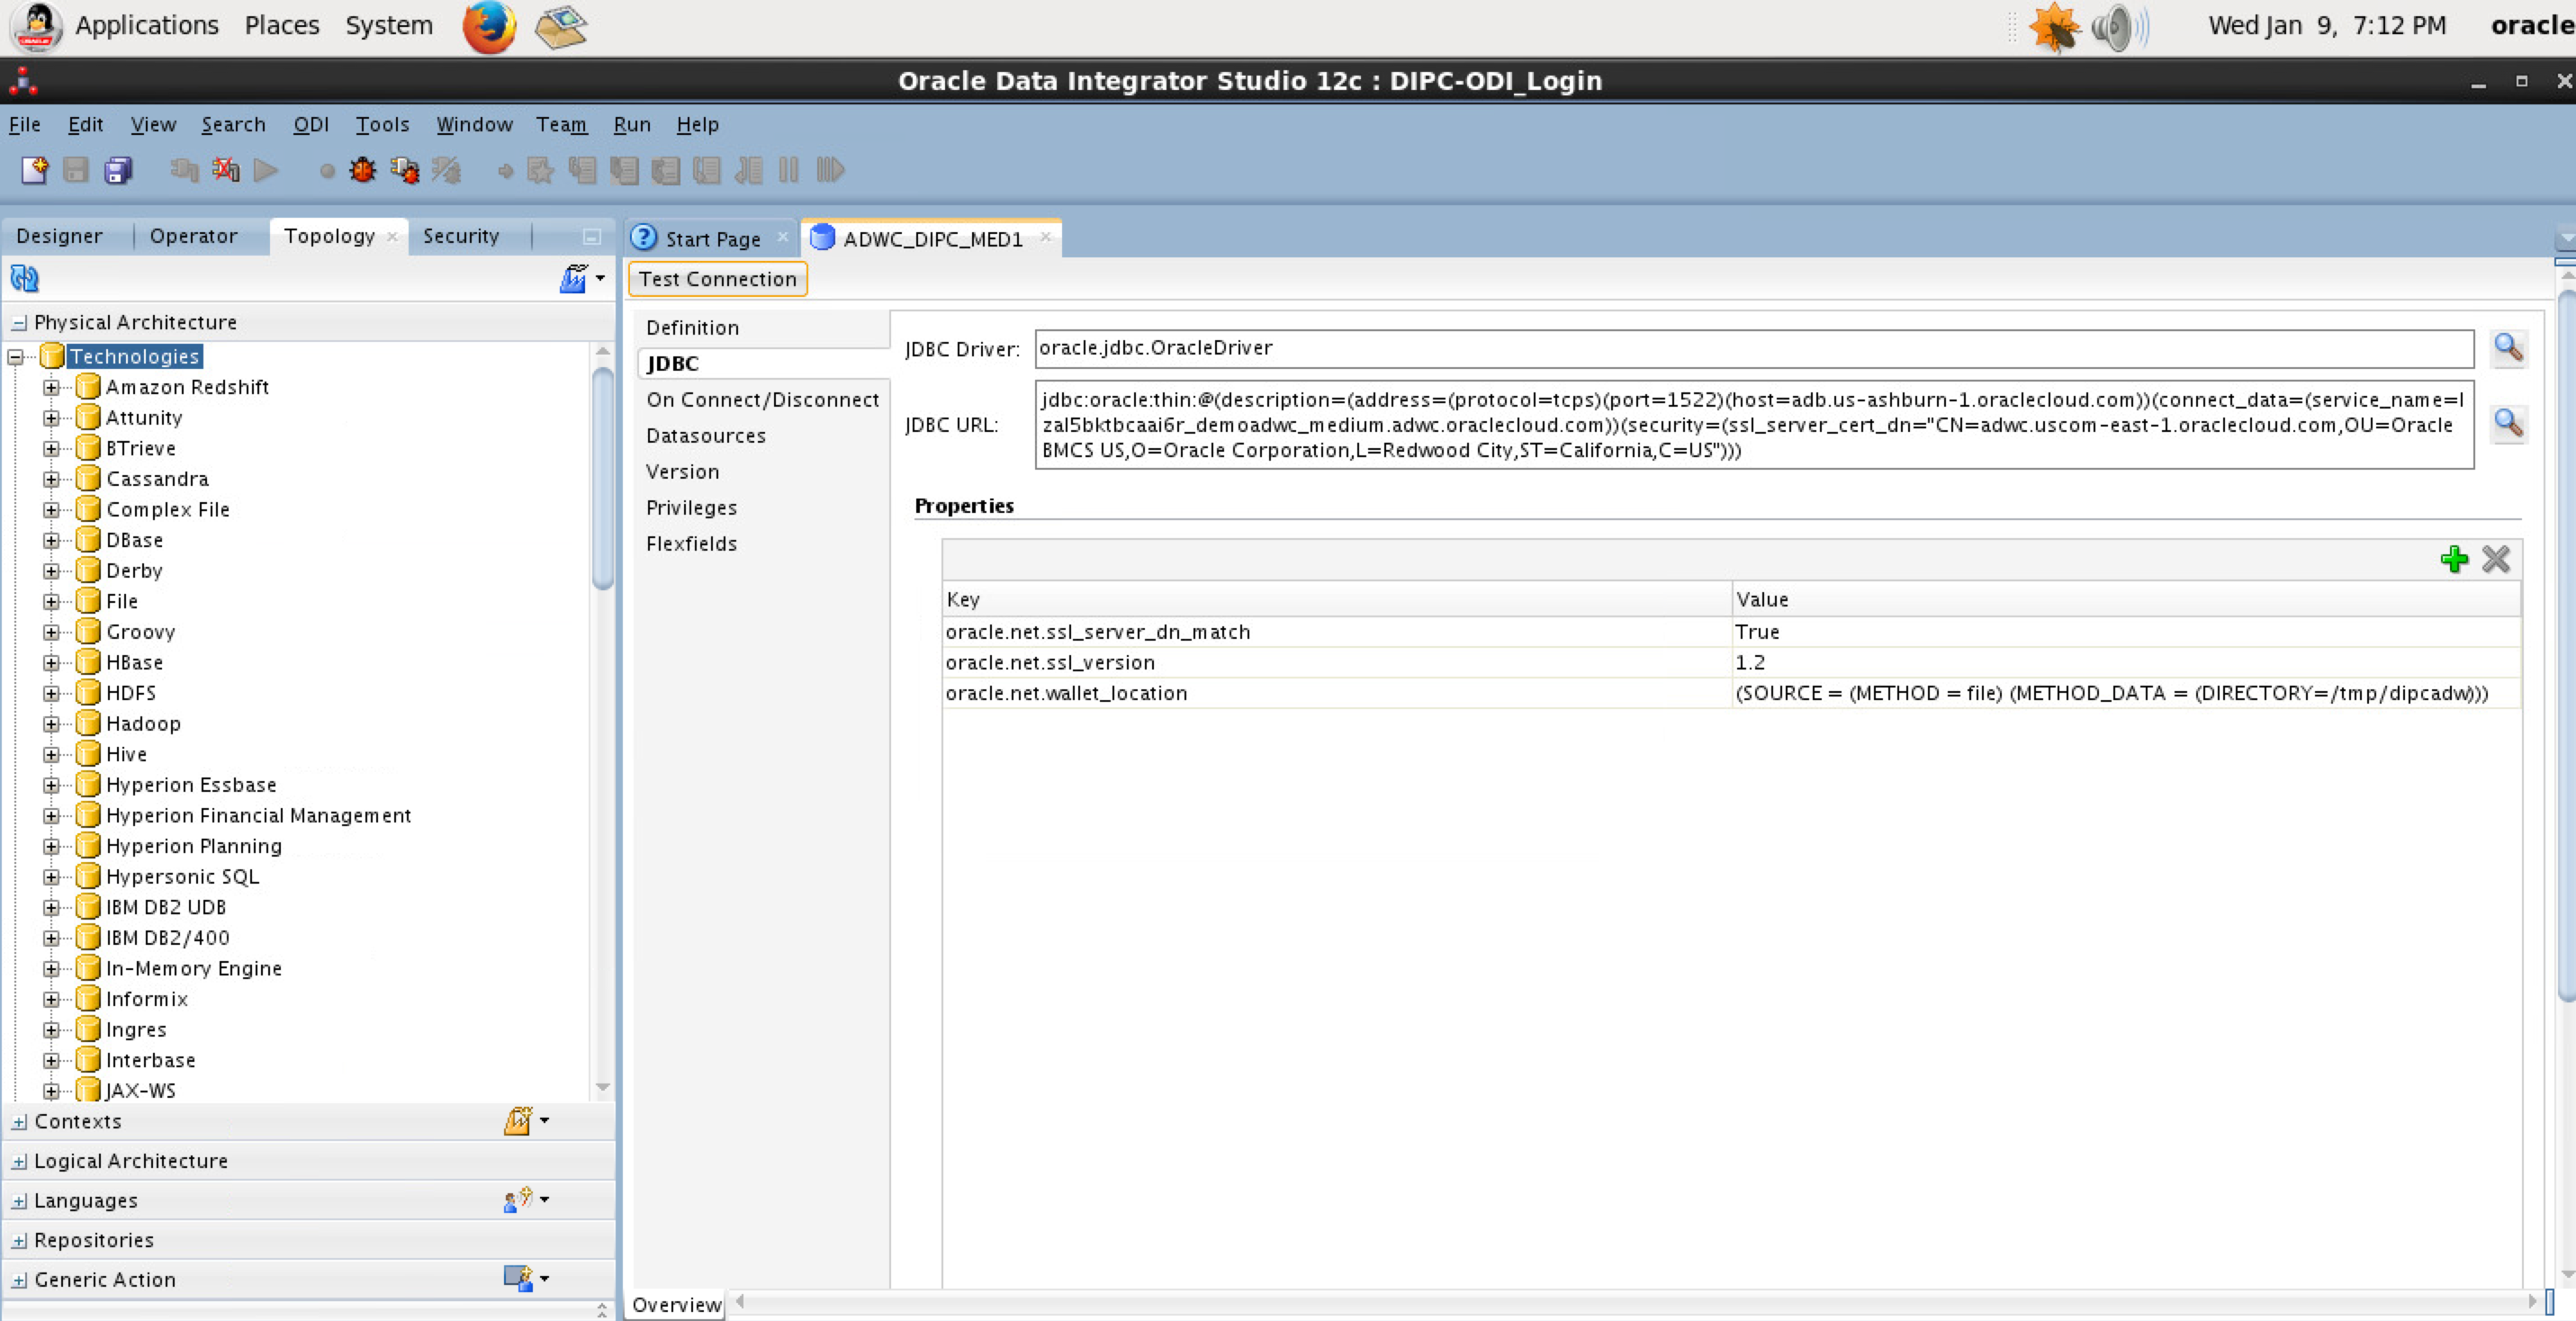 Applications Places System Wed Jan 9, 7:12 PM oracle
Oracle Data Integrator Studio 12c : DIPC-ODI_Login
File Edit View Search ODI Tools Window Team Run Help
Designer Operator Topology Security
Start Page ADWC_DIPC_MED1
Test Connection
Physical Architecture
Technologies
Amazon Redshift
Attunity
BTrieve
Cassandra
Complex File
DBase
Derby
File
Groovy
HBase
HDFS
Hadoop
Hive
Hyperion Essbase
Hyperion Financial Management
Hyperion Planning
Hypersonic SQL
IBM DB2 UDB
IBM DB2/400
In-Memory Engine
Informix
Ingres
Interbase
JAX-WS
Contexts
Logical Architecture
Languages
Repositories
Generic Action
Definition
JDBC
On Connect/Disconnect
Datasources
Version
Privileges
Flexfields
JDBC Driver: oracle.jdbc.OracleDriver
JDBC URL:
jdbc:oracle:thin:@(description=(address=(protocol=tcps)(port=1522)(host=adb.us-ashburn-1.oraclecloud.com))(connect_data=(service_name=l
zal5bktbcaai6r_demoadwc_medium.adwc.oraclecloud.com))(security=(ssl_server_cert_dn="CN=adwc.uscom-east-1.oraclecloud.com,OU=Oracle
BMCS US,O=Oracle Corporation,L=Redwood City,ST=California,C=US")))
Properties
Key Value
oracle.net.ssl_server_dn_match True
oracle.net.ssl_version 1.2
oracle.net.wallet_location (SOURCE = (METHOD = file) (METHOD_DATA = (DIRECTORY=/tmp/dipcadw)))
Overview